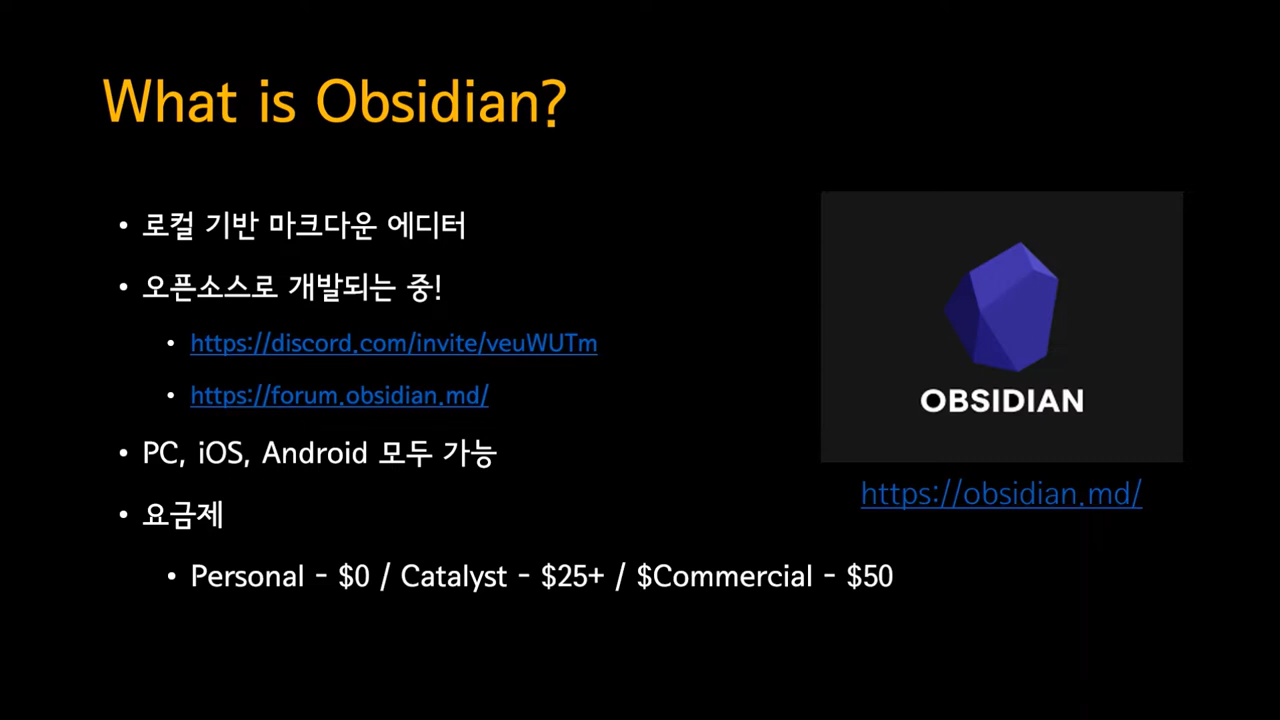 What is Obsidian?
• 로컬 기반 마크다운 에디터
• 오픈소스로 개발되는 중!
• https://discord.com/invite/veuWUTm
• https://forum.obsidian.md/
• PC, iOS, Android 모두 가능
• 요금제
• Personal - $0 / Catalyst - $25+ / $Commercial - $50
OBSIDIAN
https://obsidian.md/